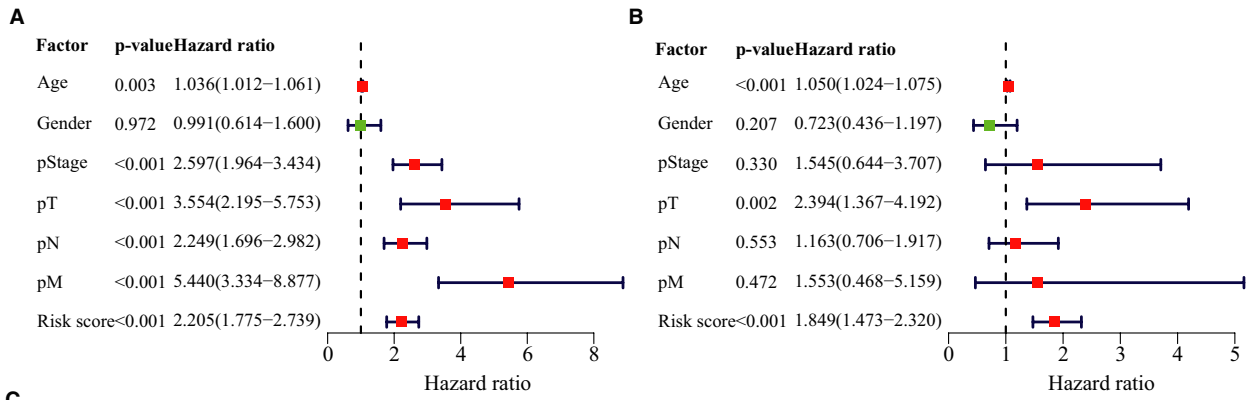 A
Factor p-value Hazard ratio
Age 0.003 1.036(1.012−1.061)
Gender 0.972 0.991(0.614−1.600)
pStage <0.001 2.597(1.964−3.434)
pT <0.001 3.554(2.195−5.753)
pN <0.001 2.249(1.696−2.982)
pM <0.001 5.440(3.334−8.877)
Risk score <0.001 2.205(1.775−2.739)
0 2 4 6 8
Hazard ratio
B
Factor p-value Hazard ratio
Age <0.001 1.050(1.024−1.075)
Gender 0.207 0.723(0.436−1.197)
pStage 0.330 1.545(0.644−3.707)
pT 0.002 2.394(1.367−4.192)
pN 0.553 1.163(0.706−1.917)
pM 0.472 1.553(0.468−5.159)
Risk score <0.001 1.849(1.473−2.320)
0 1 2 3 4 5
Hazard ratio
C